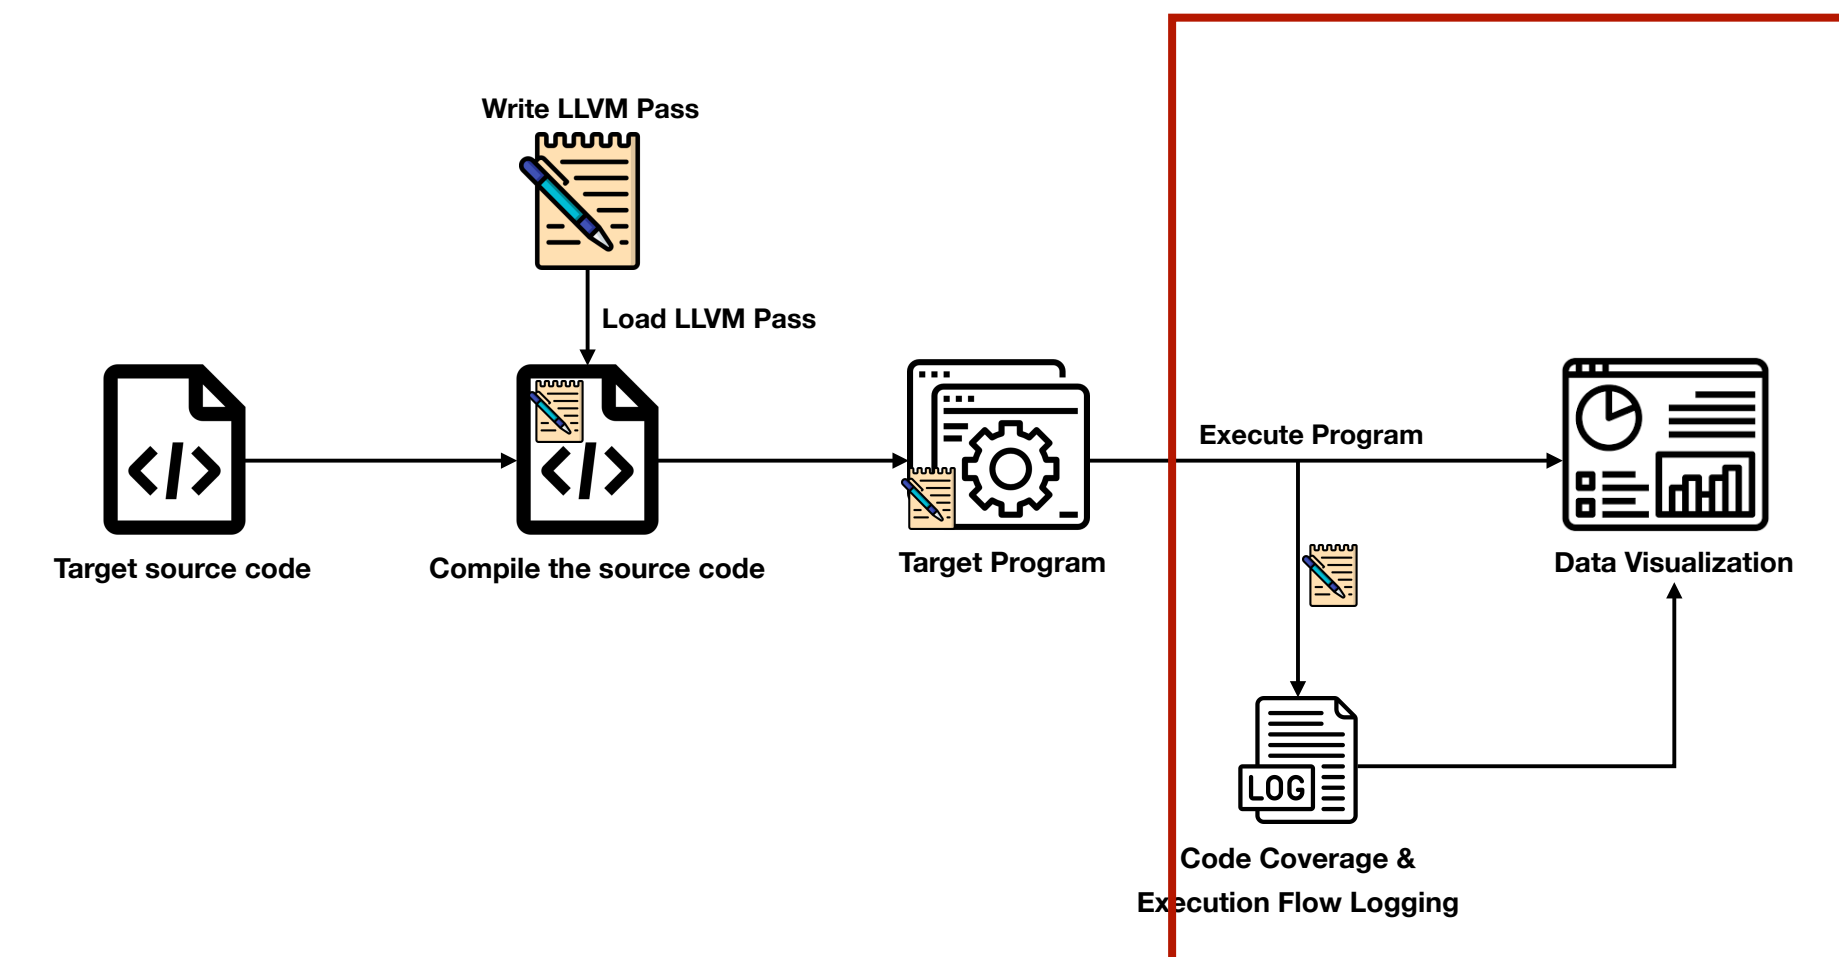 Write LLVM Pass
Load LLVM Pass
Execute Program
Target source code
Compile the source code
Target Program
Data Visualization
LOG
Code Coverage &
Execution Flow Logging